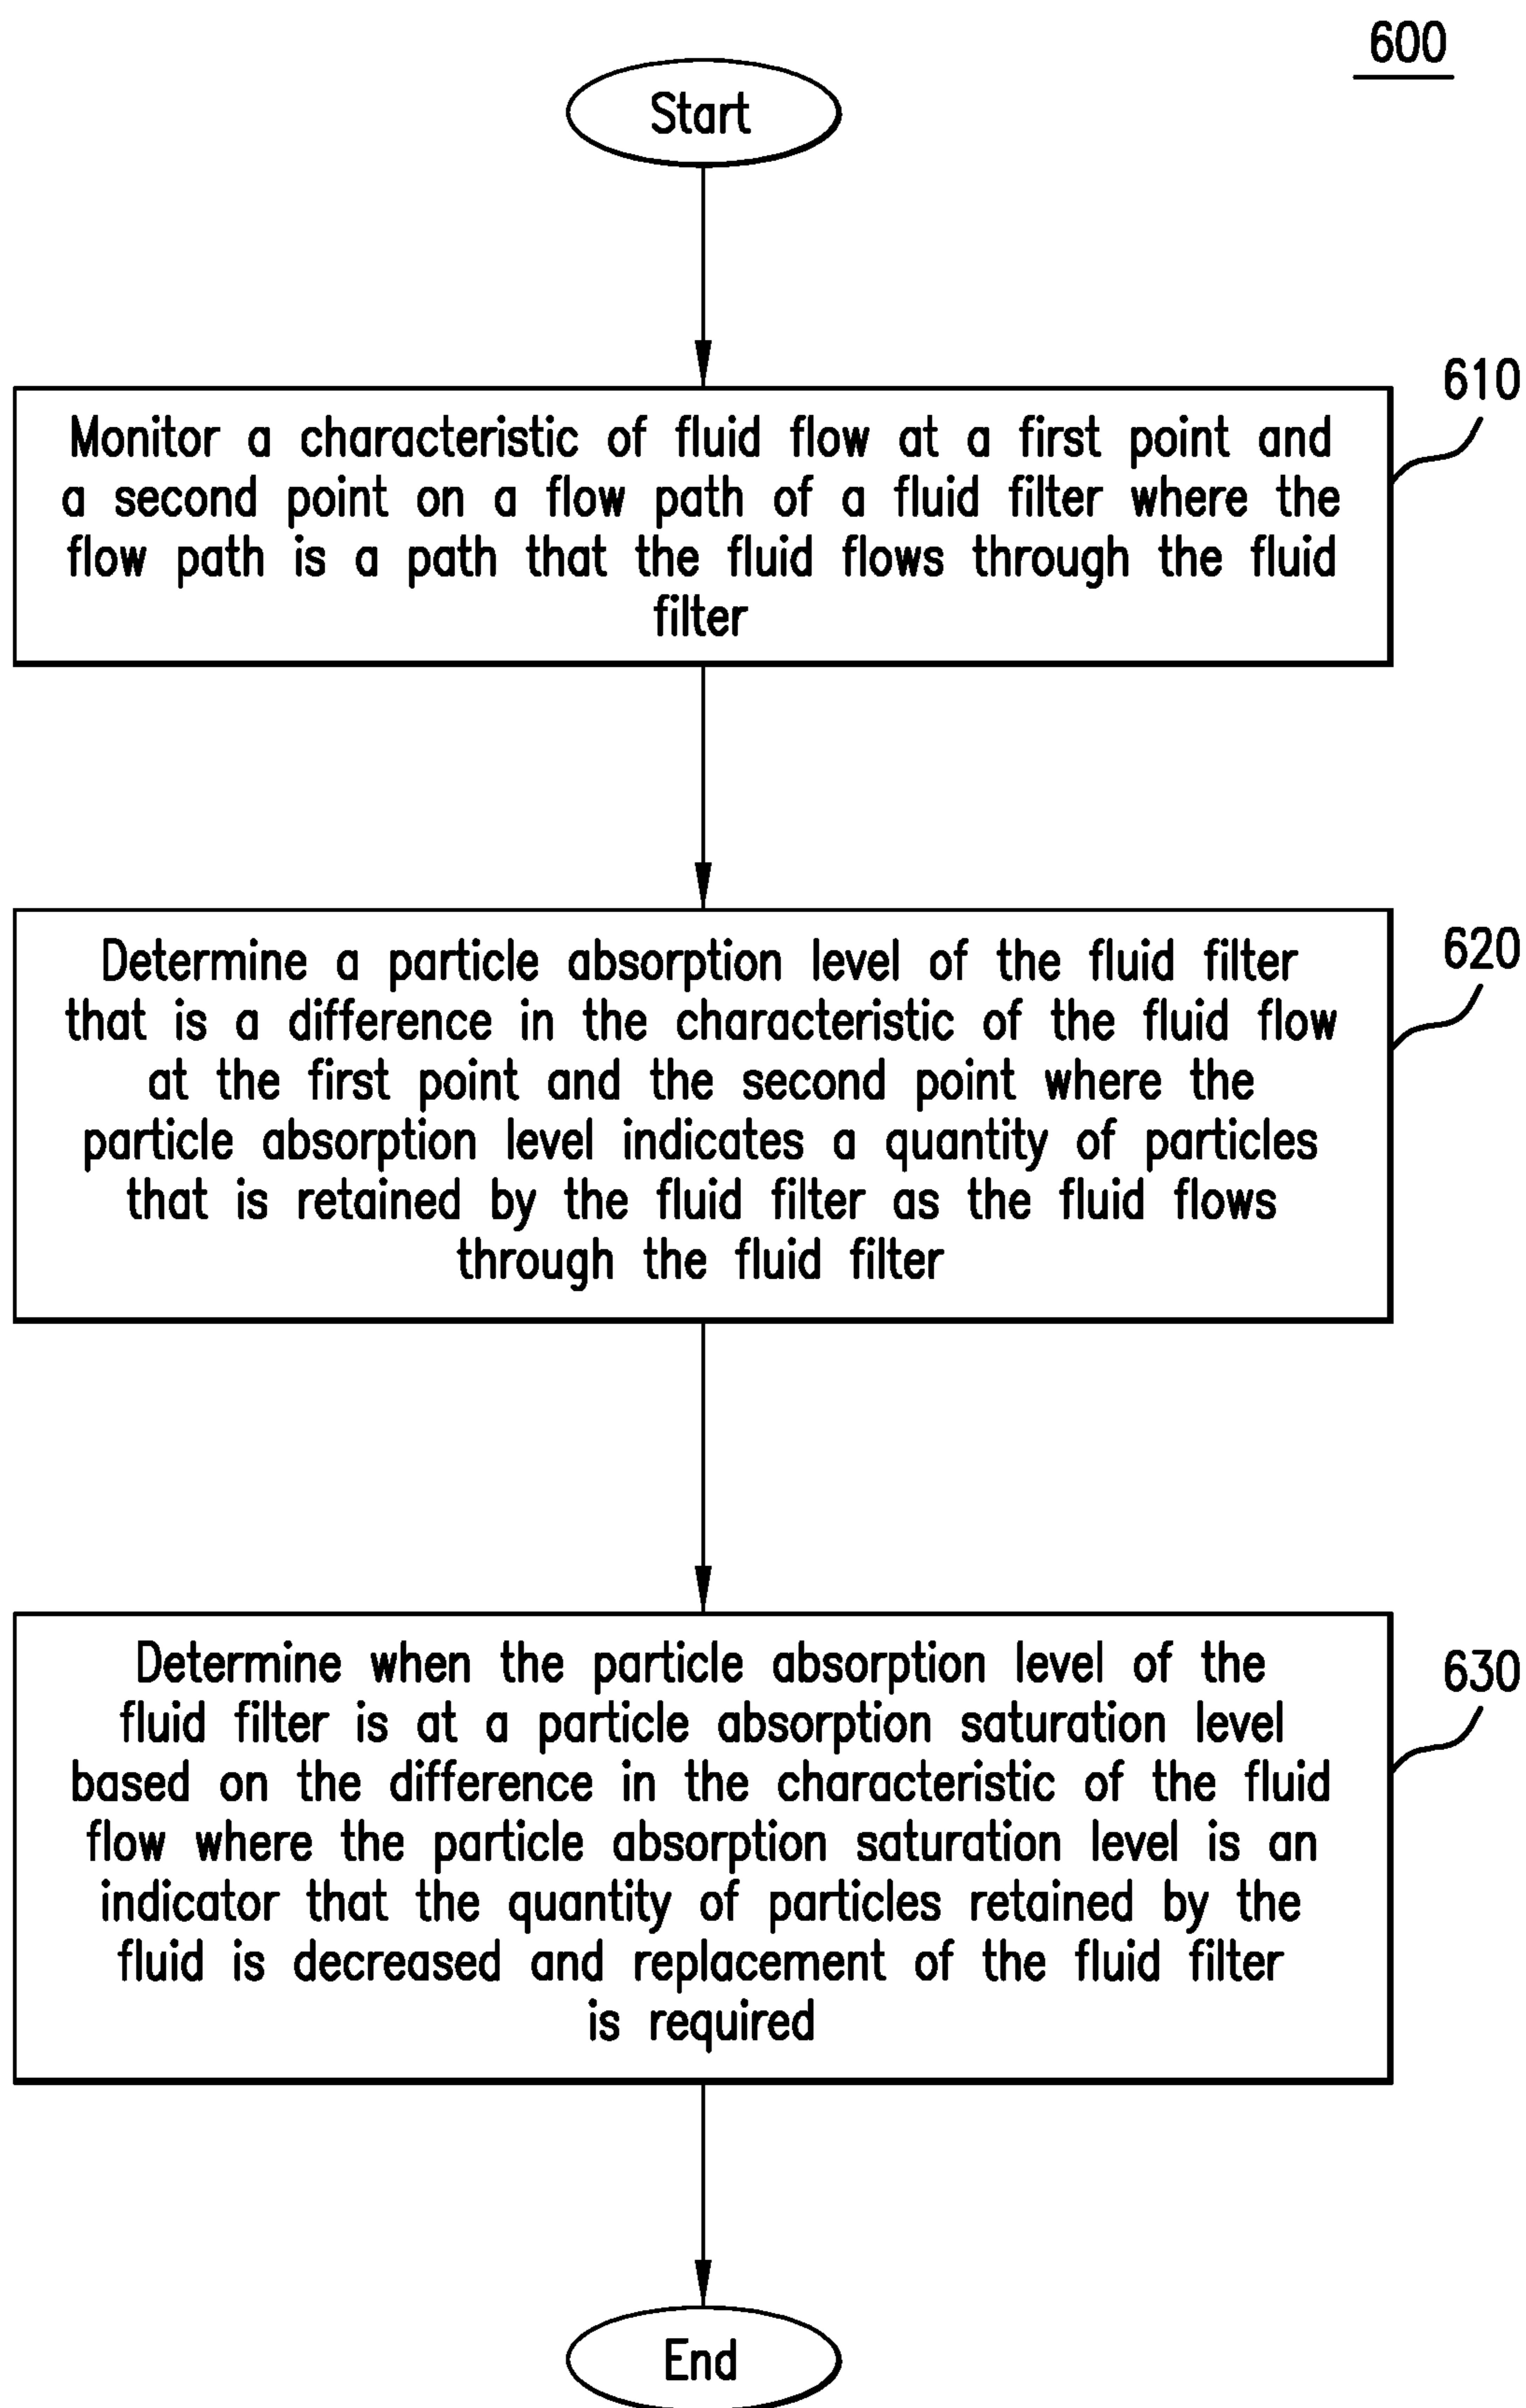 600
Start
610
Monitor a characteristic of fluid flow at a first point and
a second point on a flow path of a fluid filter where the
flow path is a path that the fluid flows through the fluid
filter
620
Determine a particle absorption level of the fluid filter
that is a difference in the characteristic of the fluid flow
at the first point and the second point where the
particle absorption level indicates a quantity of particles
that is retained by the fluid filter as the fluid flows
through the fluid filter
630
Determine when the particle absorption level of the
fluid filter is at a particle absorption saturation level
based on the difference in the characteristic of the fluid
flow where the particle absorption saturation level is an
indicator that the quantity of particles retained by the
fluid is decreased and replacement of the fluid filter
is required
End